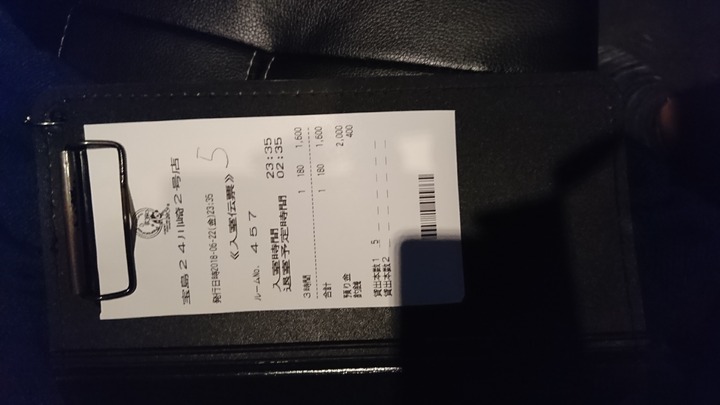 宝島24川崎2号店
発行日時2018-06-22(金)23:35
《入室伝票》
5
ルームNo. 457
入室時間 23:35
退室予定時間 02:35
3時間 1 180 1,600
合計 1 180 1,600
預り金 2,000
釣銭 400
貸出本数1 5
貸出本数2